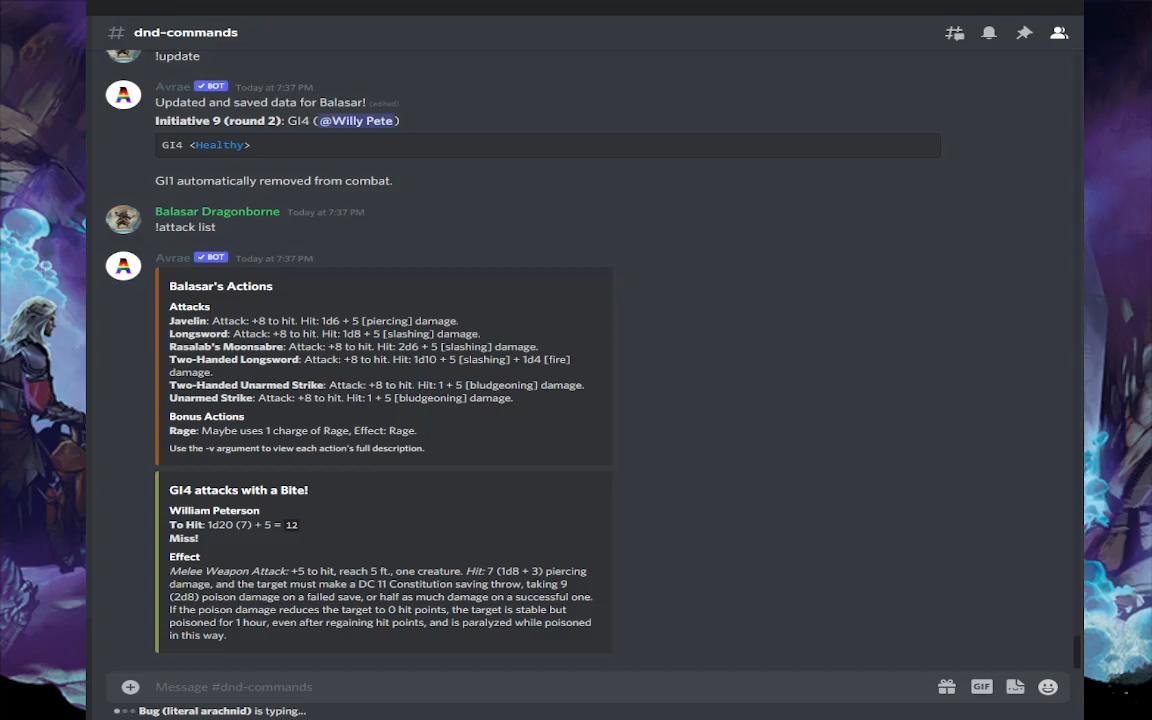 # dnd-commands
!update
Avrae ✓ BOT Today at 7:37 PM
Updated and saved data for Balasar! (edited)
Initiative 9 (round 2): GI4 (@Willy Pete)
GI4 <Healthy>
GI1 automatically removed from combat.
Balasar Dragonborne Today at 7:37 PM
!attack list
Avrae ✓ BOT Today at 7:37 PM
Balasar's Actions
Attacks
Javelin: Attack: +8 to hit. Hit: 1d6 + 5 [piercing] damage.
Longsword: Attack: +8 to hit. Hit: 1d8 + 5 [slashing] damage.
Rasalab's Moonsabre: Attack: +8 to hit. Hit: 2d6 + 5 [slashing] damage.
Two-Handed Longsword: Attack: +8 to hit. Hit: 1d10 + 5 [slashing] + 1d4 [fire]
damage.
Two-Handed Unarmed Strike: Attack: +8 to hit. Hit: 1 + 5 [bludgeoning] damage.
Unarmed Strike: Attack: +8 to hit. Hit: 1 + 5 [bludgeoning] damage.
Bonus Actions
Rage: Maybe uses 1 charge of Rage, Effect: Rage.
Use the -v argument to view each action's full description.
GI4 attacks with a Bite!
William Peterson
To Hit: 1d20 (7) + 5 = 12
Miss!
Effect
Melee Weapon Attack: +5 to hit, reach 5 ft., one creature. Hit: 7 (1d8 + 3) piercing
damage, and the target must make a DC 11 Constitution saving throw, taking 9
(2d8) poison damage on a failed save, or half as much damage on a successful one.
If the poison damage reduces the target to 0 hit points, the target is stable but
poisoned for 1 hour, even after regaining hit points, and is paralyzed while poisoned
in this way.
Message #dnd-commands
GIF
Bug (literal arachnid) is typing...